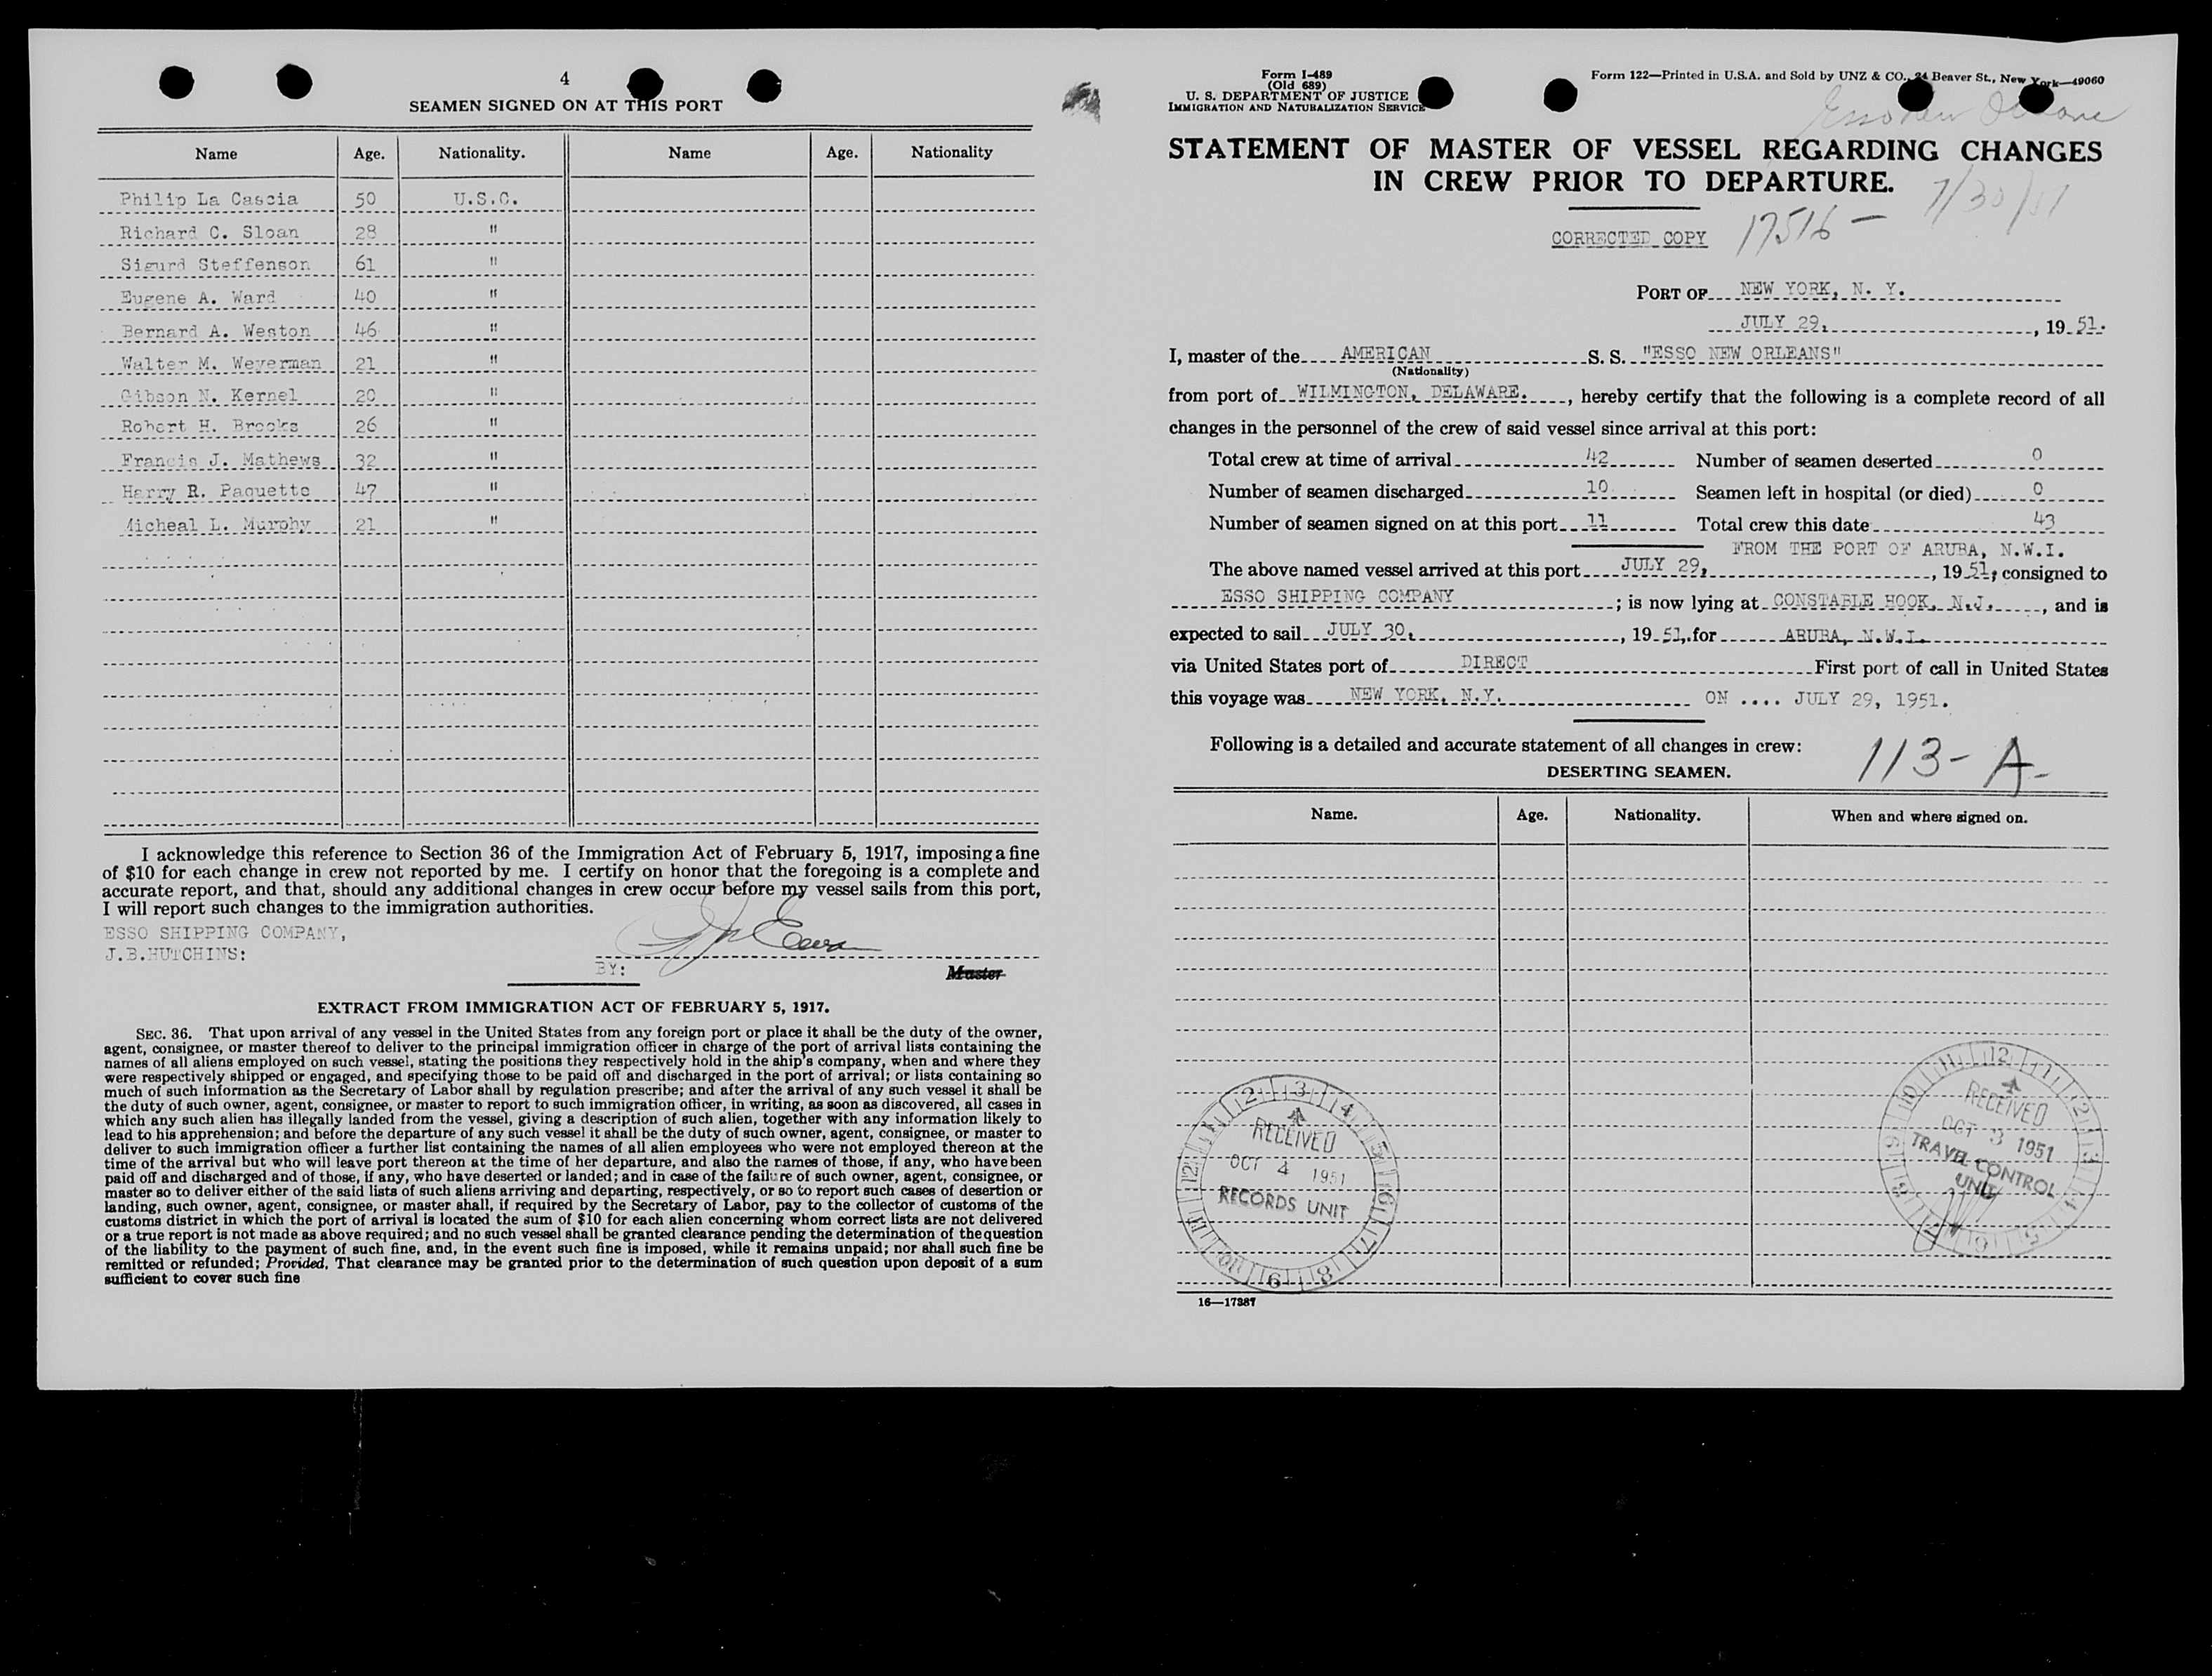 4
SEAMEN SIGNED ON AT THIS PORT
Name Age. Nationality. Name Age. Nationality
Philip La Cascia 50 U.S.C.
Richard C. Sloan 28 "
Sigurd Steffenson 61 "
Eugene A. Ward 40 "
Bernard A. Weston 46 "
Walter M. Weyerman 21 "
Gibson N. Kernel 20 "
Robert H. Brooks 26 "
Francis J. Mathews 32 "
Harry R. Paquette 47 "
Micheal L. Murphy 21 "
I acknowledge this reference to Section 36 of the Immigration Act of February 5, 1917, imposing a fine
of $10 for each change in crew not reported by me. I certify on honor that the foregoing is a complete and
accurate report, and that, should any additional changes in crew occur before my vessel sails from this port,
I will report such changes to the immigration authorities.
ESSO SHIPPING COMPANY,
J.B.HUTCHINS:
BY:
Master
EXTRACT FROM IMMIGRATION ACT OF FEBRUARY 5, 1917.
SEC. 36. That upon arrival of any vessel in the United States from any foreign port or place it shall be the duty of the owner,
agent, consignee, or master thereof to deliver to the principal immigration officer in charge of the port of arrival lists containing the
names of all aliens employed on such vessel, stating the positions they respectively hold in the ship's company, when and where they
were respectively shipped or engaged, and specifying those to be paid off and discharged in the port of arrival; or lists containing so
much of such information as the Secretary of Labor shall by regulation prescribe; and after the arrival of any such vessel it shall be
the duty of such owner, agent, consignee, or master to report to such immigration officer, in writing, as soon as discovered, all cases in
which any such alien has illegally landed from the vessel, giving a description of such alien, together with any information likely to
lead to his apprehension; and before the departure of any such vessel it shall be the duty of such owner, agent, consignee, or master to
deliver to such immigration officer a further list containing the names of all alien employees who were not employed thereon at the
time of the arrival but who will leave port thereon at the time of her departure, and also the names of those, if any, who have been
paid off and discharged and of those, if any, who have deserted or landed; and in case of the failure of such owner, agent, consignee, or
master so to deliver either of the said lists of such aliens arriving and departing, respectively, or so to report such cases of desertion or
landing, such owner, agent, consignee, or master shall, if required by the Secretary of Labor, pay to the collector of customs of the
customs district in which the port of arrival is located the sum of $10 for each alien concerning whom correct lists are not delivered
or a true report is not made as above required; and no such vessel shall be granted clearance pending the determination of the question
of the liability to the payment of such fine, and, in the event such fine is imposed, while it remains unpaid; nor shall such fine be
remitted or refunded; Provided, That clearance may be granted prior to the determination of such question upon deposit of a sum
sufficient to cover such fine
Form I-489
(Old 689)
U. S. DEPARTMENT OF JUSTICE
IMMIGRATION AND NATURALIZATION SERVICE
Form 122—Printed in U.S.A. and Sold by UNZ & CO., 24 Beaver St., New York—49060
Esso New
STATEMENT OF MASTER OF VESSEL REGARDING CHANGES
IN CREW PRIOR TO DEPARTURE.
7/30/51
CORRECTED COPY 17516 -
PORT OF NEW YORK, N. Y.
JULY 29, , 19 51.
I, master of the AMERICAN S. S. "ESSO NEW ORLEANS"
(Nationality)
from port of WILMINGTON, DELAWARE. , hereby certify that the following is a complete record of all
changes in the personnel of the crew of said vessel since arrival at this port:
Total crew at time of arrival 42 Number of seamen deserted 0
Number of seamen discharged 10 Seamen left in hospital (or died) 0
Number of seamen signed on at this port 11 Total crew this date 43
FROM THE PORT OF ARUBA, N.W.I.
The above named vessel arrived at this port JULY 29, , 19 51, consigned to
ESSO SHIPPING COMPANY ; is now lying at CONSTABLE HOOK, N.J. , and is
expected to sail JULY 30, , 19 51, for ARUBA, N.W.I.
via United States port of DIRECT First port of call in United States
this voyage was NEW YORK, N.Y. ON .... JULY 29, 1951.
Following is a detailed and accurate statement of all changes in crew:
113-A-
DESERTING SEAMEN.
Name. Age. Nationality. When and where signed on.
RECEIVED
OCT 3 1951
TRAVEL CONTROL
UNIT
RECEIVED
OCT 4 1951
RECORDS UNIT
16—17387